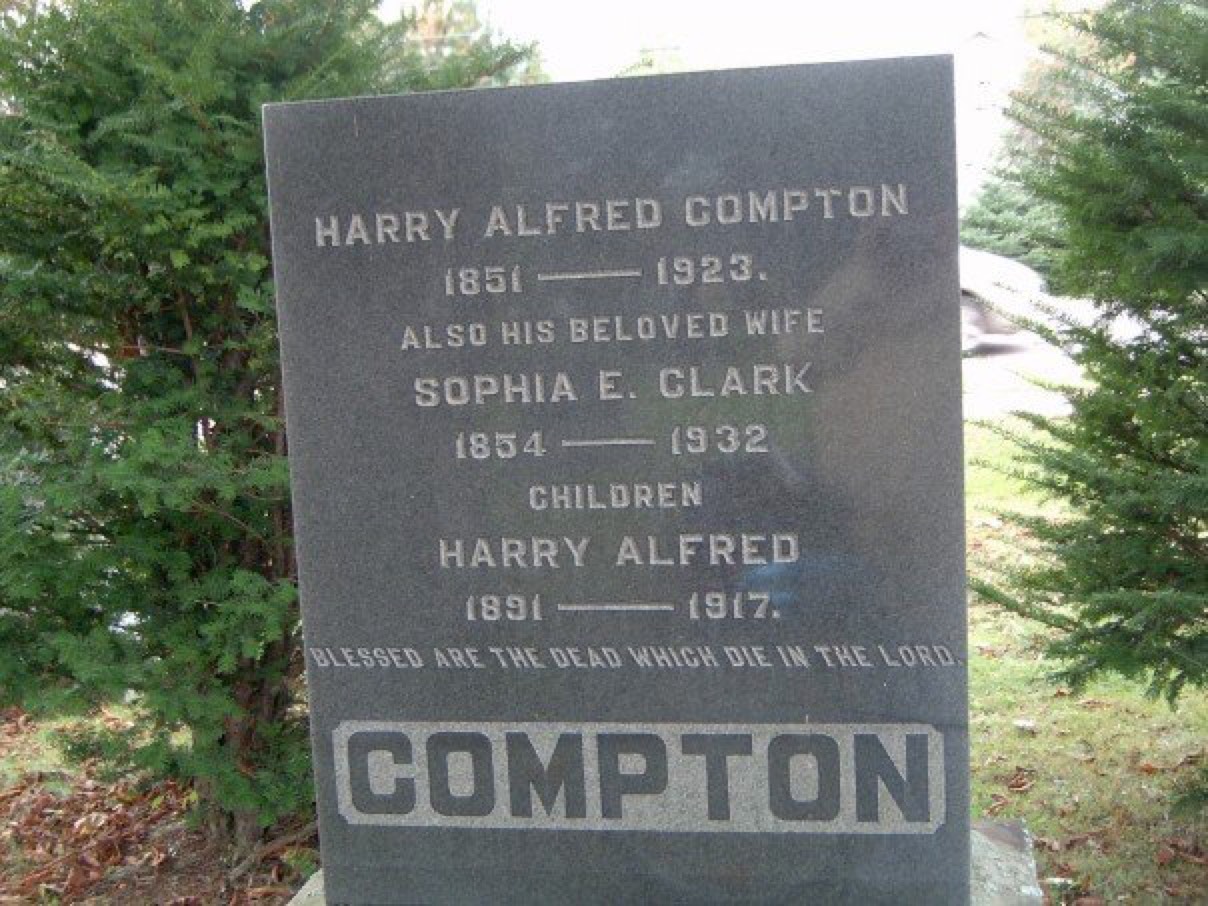 HARRY ALFRED COMPTON
1851 — 1923.
ALSO HIS BELOVED WIFE
SOPHIA E. CLARK
1854 — 1932
CHILDREN
HARRY ALFRED
1891 — 1917.
BLESSED ARE THE DEAD WHICH DIE IN THE LORD.
COMPTON